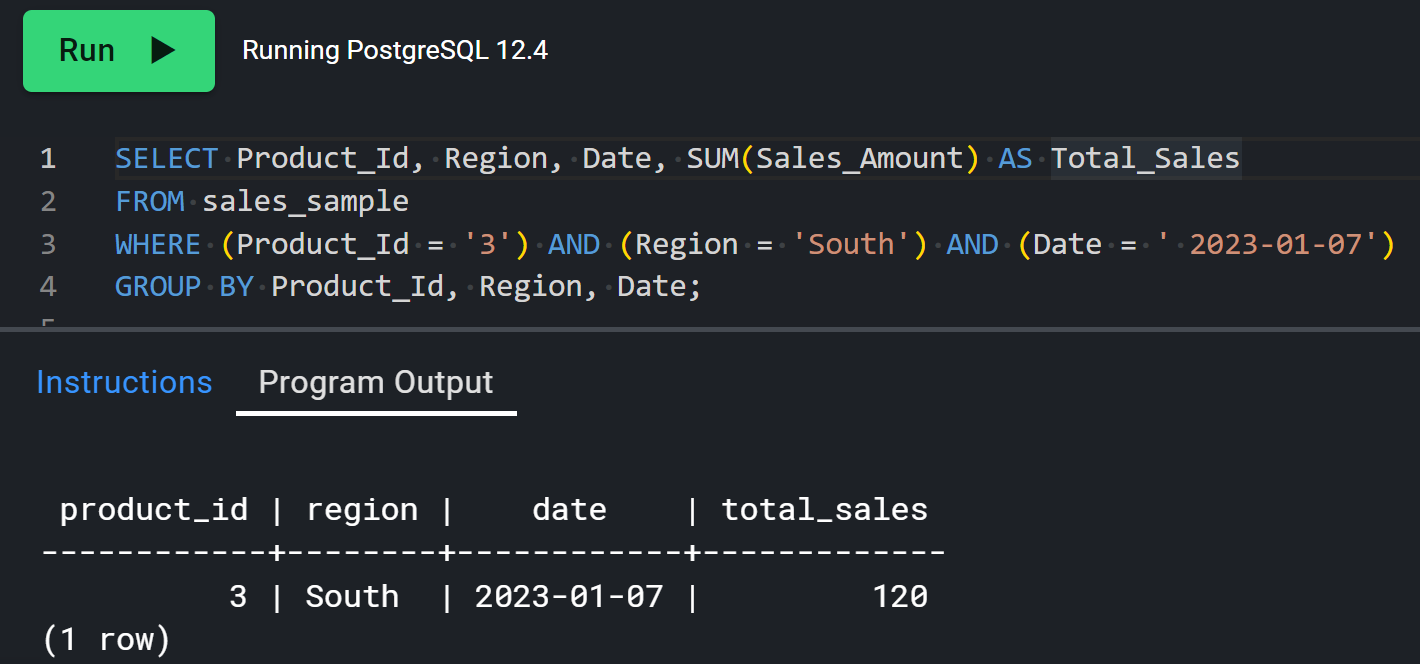 Run
Running PostgreSQL 12.4
1 SELECT Product_Id, Region, Date, SUM(Sales_Amount) AS Total_Sales
2 FROM sales_sample
3 WHERE (Product_Id = '3') AND (Region = 'South') AND (Date = ' 2023-01-07')
4 GROUP BY Product_Id, Region, Date;
Instructions Program Output
product_id | region |    date    | total_sales
------------+--------+------------+-------------
          3 | South  | 2023-01-07 |         120
(1 row)